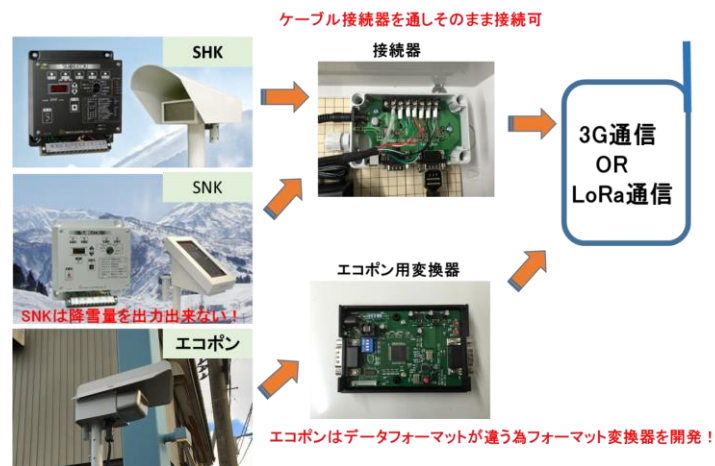 ケーブル接続器を通しそのまま接続可
SHK
接続器
3G通信
OR
LoRa通信
SNK
SNKは降雪量を出力出来ない！
エコポン用変換器
エコポン
エコポンはデータフォーマットが違う為フォーマット変換器を開発！